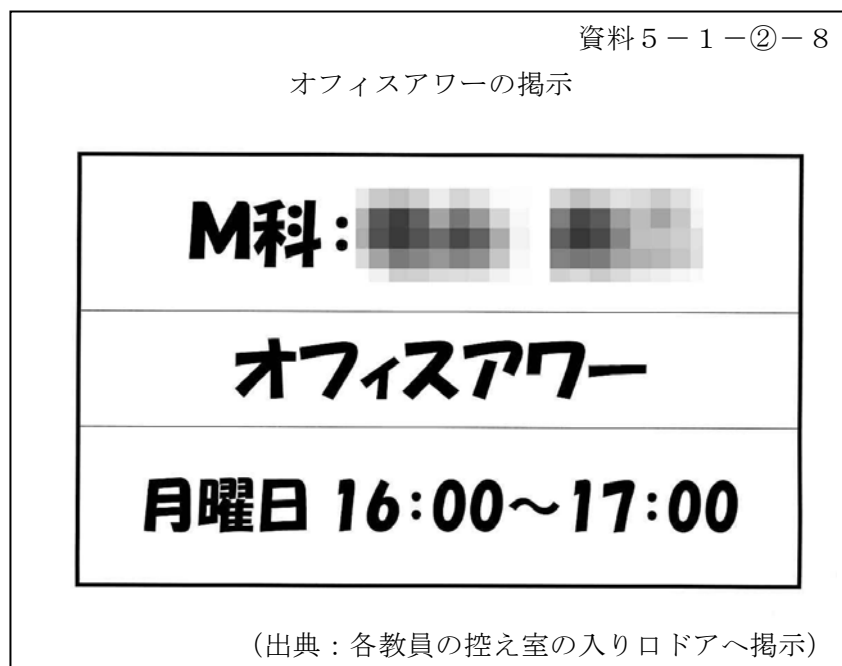 資料5-1-②-8
オフィスアワーの掲示
M科:
オフィスアワー
月曜日 16:00~17:00
(出典:各教員の控え室の入り口ドアへ掲示)